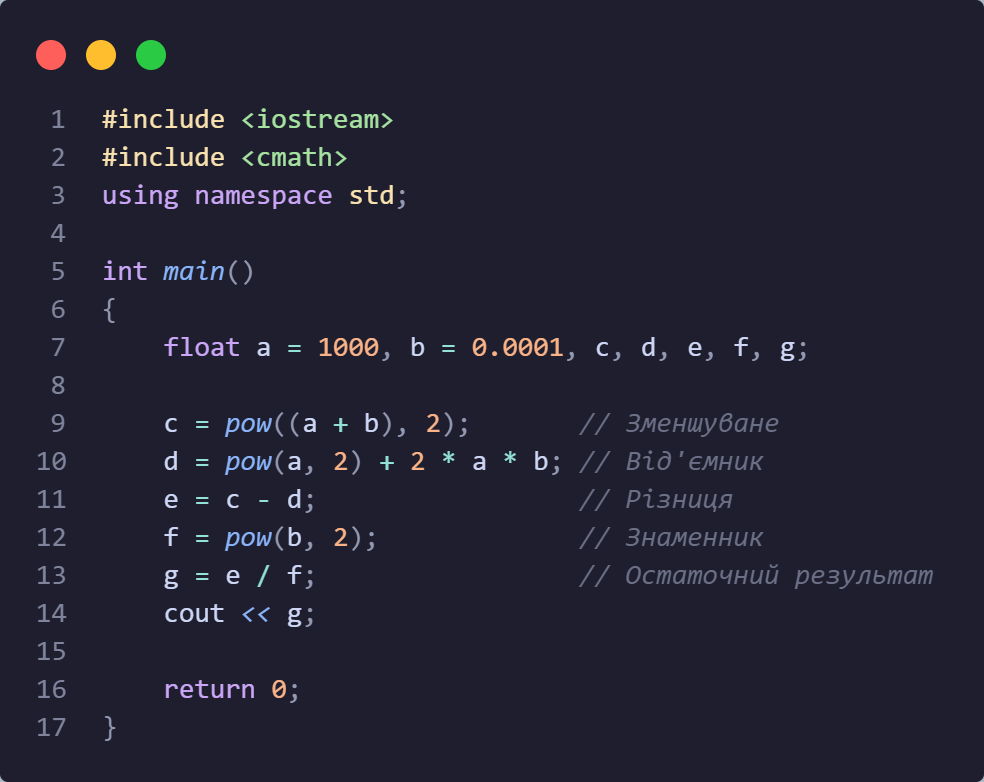 1 #include <iostream>
2 #include <cmath>
3 using namespace std;
4
5 int main()
6 {
7     float a = 1000, b = 0.0001, c, d, e, f, g;
8
9     c = pow((a + b), 2);       // Зменшуване
10     d = pow(a, 2) + 2 * a * b; // Від'ємник
11     e = c - d;                 // Різниця
12     f = pow(b, 2);             // Знаменник
13     g = e / f;                 // Остаточний результат
14     cout << g;
15
16     return 0;
17 }